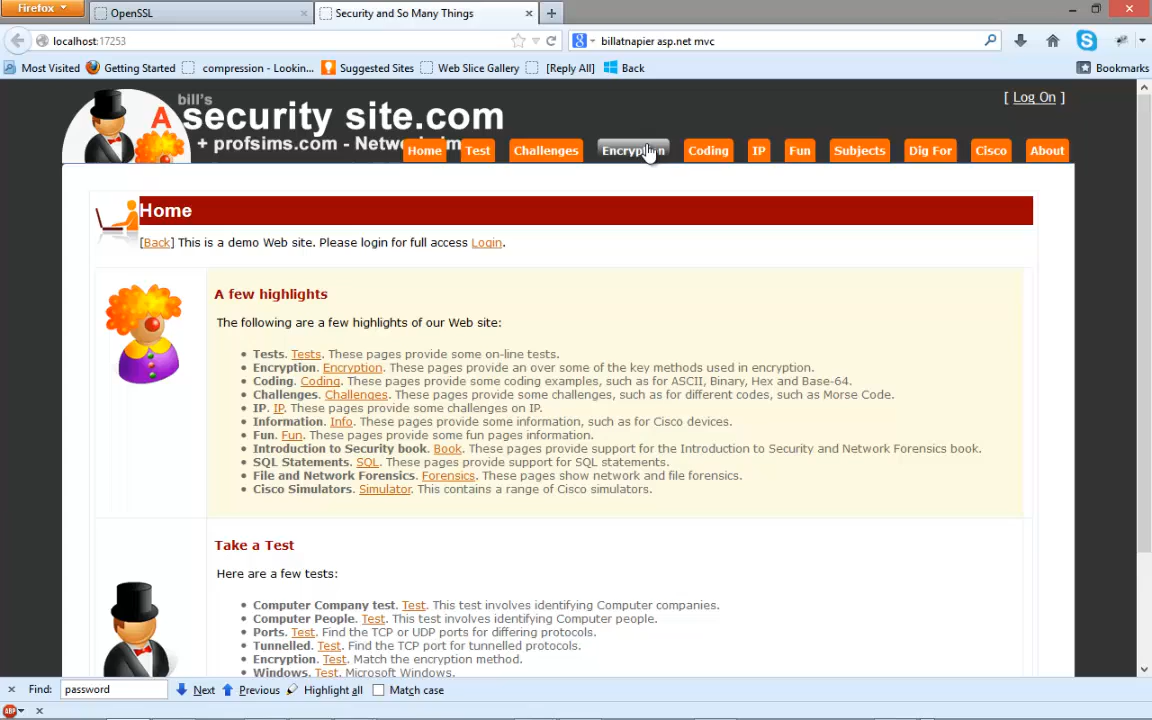 Firefox
OpenSSL
Security and So Many Things
localhost:17253
billatnapier asp.net mvc
Most Visited Getting Started compression - Lookin... Suggested Sites Web Slice Gallery [Reply All] Back Bookmarks
[ Log On ]
bill's
A security site.com
+ profsims.com - Netw
Home Test Challenges Encryption Coding IP Fun Subjects Dig For Cisco About
Home
[Back] This is a demo Web site. Please login for full access Login.
A few highlights
The following are a few highlights of our Web site:
Tests. Tests. These pages provide some on-line tests.
Encryption. Encryption. These pages provide an over some of the key methods used in encryption.
Coding. Coding. These pages provide some coding examples, such as for ASCII, Binary, Hex and Base-64.
Challenges. Challenges. These pages provide some challenges, such as for different codes, such as Morse Code.
IP. IP. These pages provide some challenges on IP.
Information. Info. These pages provide some information, such as for Cisco devices.
Fun. Fun. These pages provide some fun pages information.
Introduction to Security book. Book. These pages provide support for the Introduction to Security and Network Forensics book.
SQL Statements. SQL. These pages provide support for SQL statements.
File and Network Forensics. Forensics. These pages show network and file forensics.
Cisco Simulators. Simulator. This contains a range of Cisco simulators.
Take a Test
Here are a few tests:
Computer Company test. Test. This test involves identifying Computer companies.
Computer People. Test. This test involves identifying Computer people.
Ports. Test. Find the TCP or UDP ports for differing protocols.
Tunnelled. Test. Find the TCP port for tunnelled protocols.
Encryption. Test. Match the encryption method.
Windows. Test. Microsoft Windows.
Find: password Next Previous Highlight all Match case
ABP